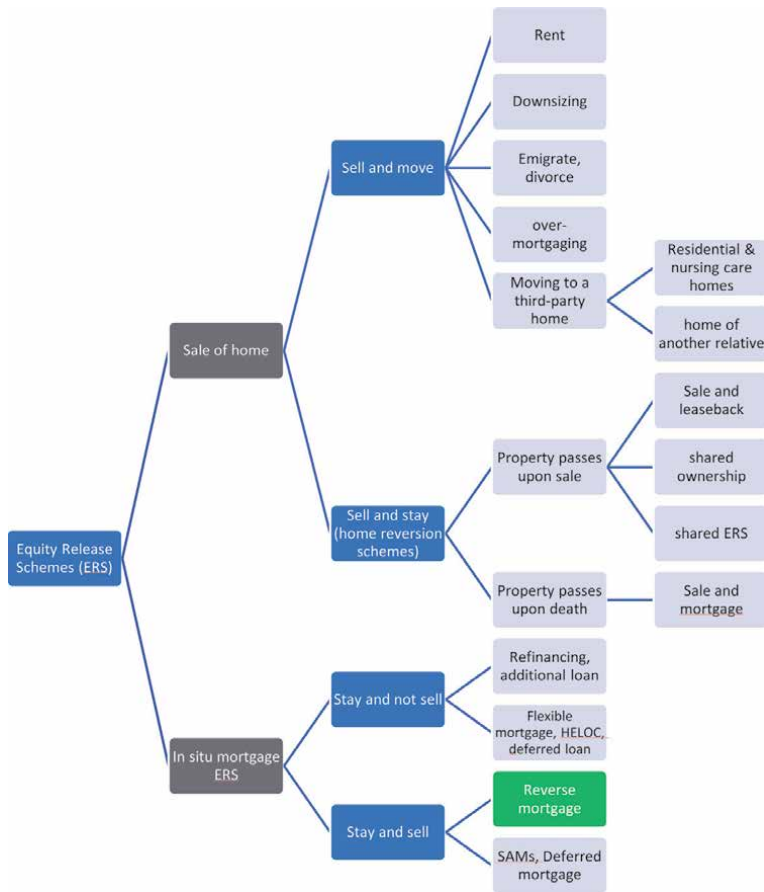 Rent
Downsizing
Sell and move
Emigrate,
divorce
over-
mortgaging
Moving to a
third-party
home
Residential &
nursing care
homes
home of
another relative
Sale of home
Sale and
leaseback
Property passes
upon sale
shared
ownership
Sell and stay
(home reversion
schemes)
shared ERS
Equity Release
Schemes (ERS)
Property passes
upon death
Sale and
mortgage
Refinancing,
additional loan
Stay and not sell
Flexible
mortgage, HELOC,
deferred loan
In situ mortgage
ERS
Reverse
mortgage
Stay and sell
SAMs, Deferred
mortgage